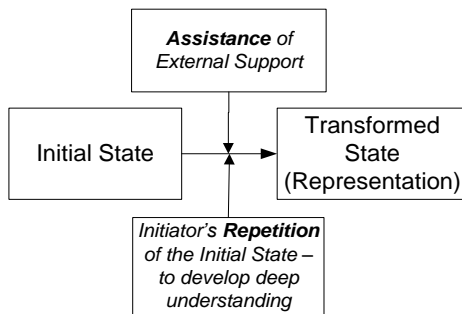 Assistance of
External Support
Initial State
Transformed
State
(Representation)
Initiator's Repetition
of the Initial State –
to develop deep
understanding